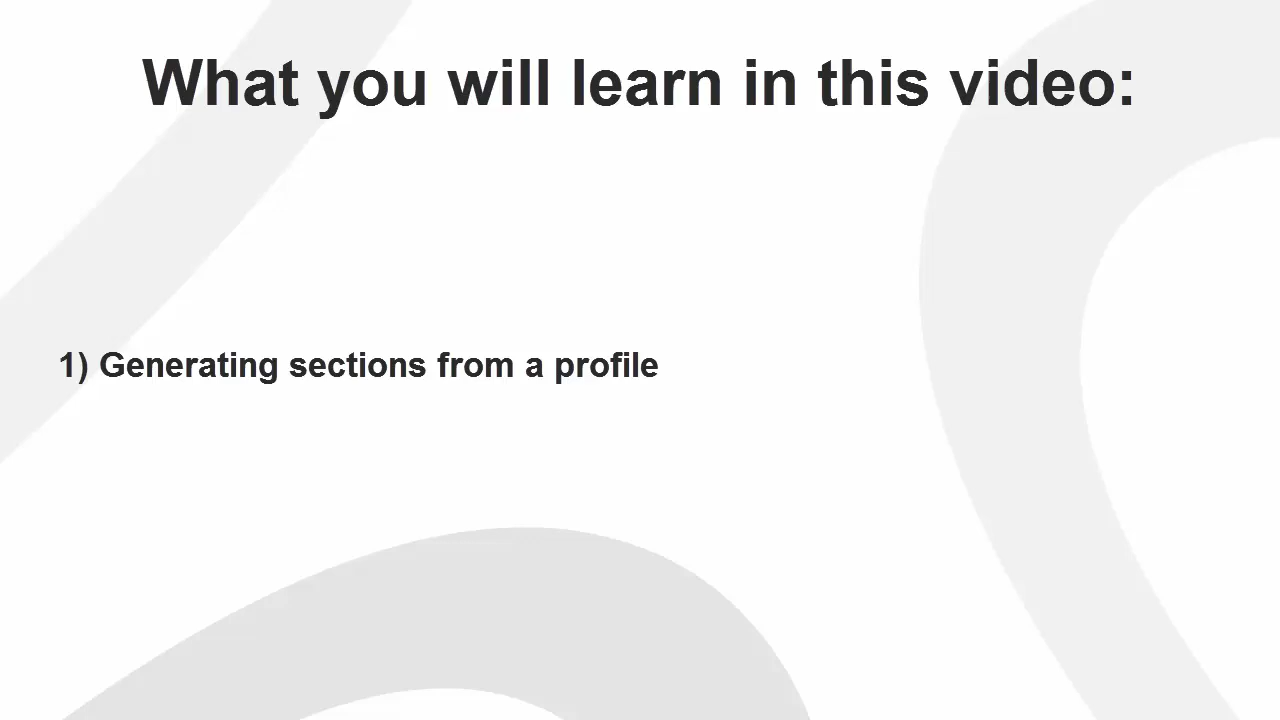 What you will learn in this video:
1) Generating sections from a profile